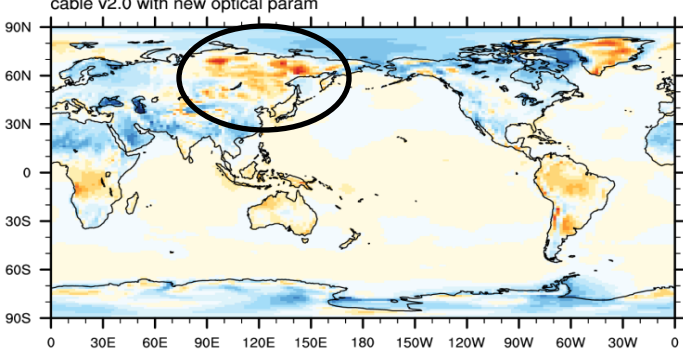 cable v2.0 with new optical param
90N
60N
30N
0
30S
60S
90S
0 30E 60E 90E 120E 150E 180 150W 120W 90W 60W 30W 0